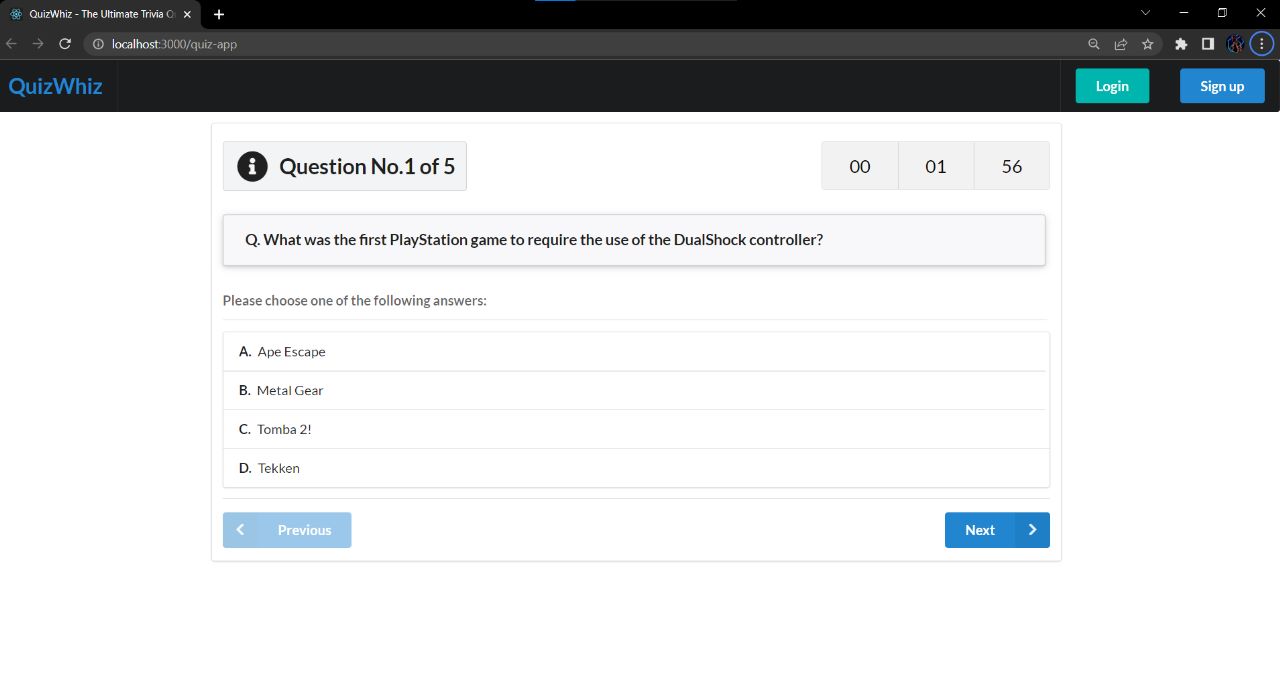 QuizWhiz - The Ultimate Trivia Q
localhost:3000/quiz-app
QuizWhiz
Login
Sign up
Question No.1 of 5
00 01 56
Q. What was the first PlayStation game to require the use of the DualShock controller?
Please choose one of the following answers:
A. Ape Escape
B. Metal Gear
C. Tomba 2!
D. Tekken
Previous
Next